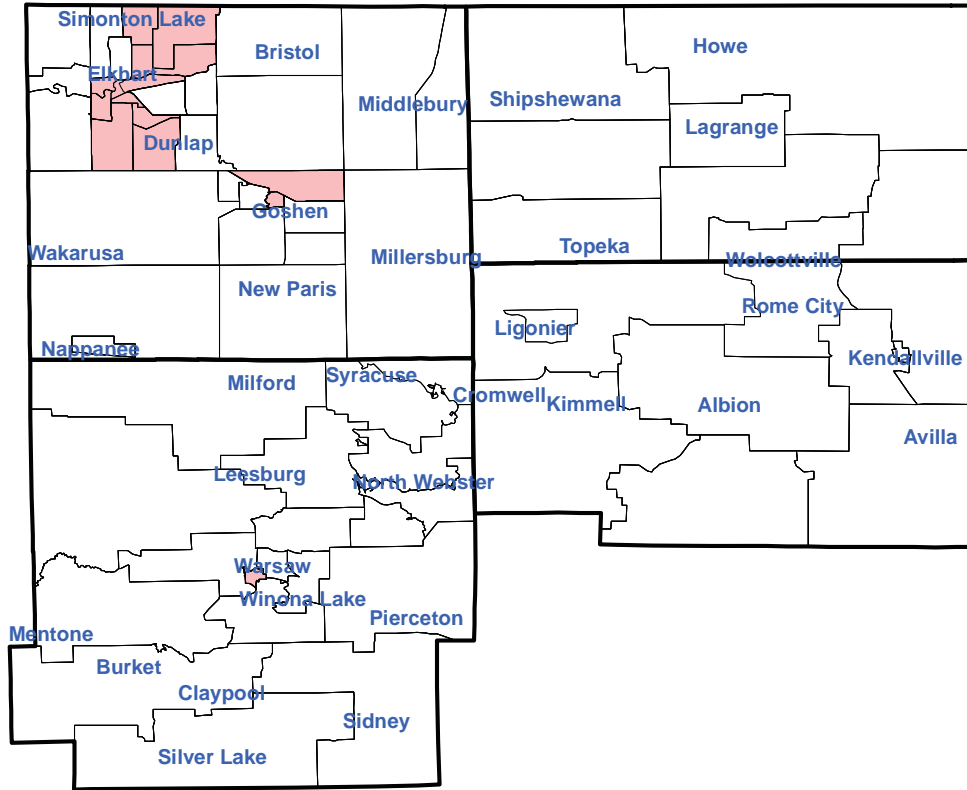 Simonton Lake
Howe
Bristol
Elkhart
Shipshewana
Middlebury
Lagrange
Dunlap
Goshen
Topeka
Wakarusa
Millersburg
Wolcottville
New Paris
Rome City
Ligonier
Nappanee
Kendallville
Syracuse
Milford
Cromwell
Kimmell
Albion
Avilla
Leesburg
North Webster
Warsaw
Winona Lake
Pierceton
Mentone
Burket
Claypool
Sidney
Silver Lake